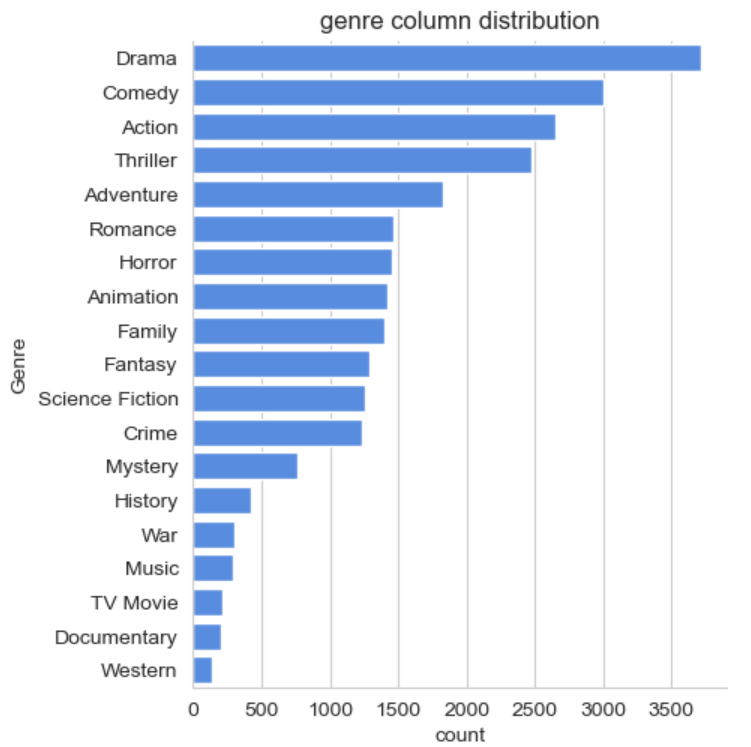 genre column distribution
Drama
Comedy
Action
Thriller
Adventure
Romance
Horror
Animation
Family
Fantasy
Science Fiction
Crime
Mystery
History
War
Music
TV Movie
Documentary
Western
Genre
0 500 1000 1500 2000 2500 3000 3500
count